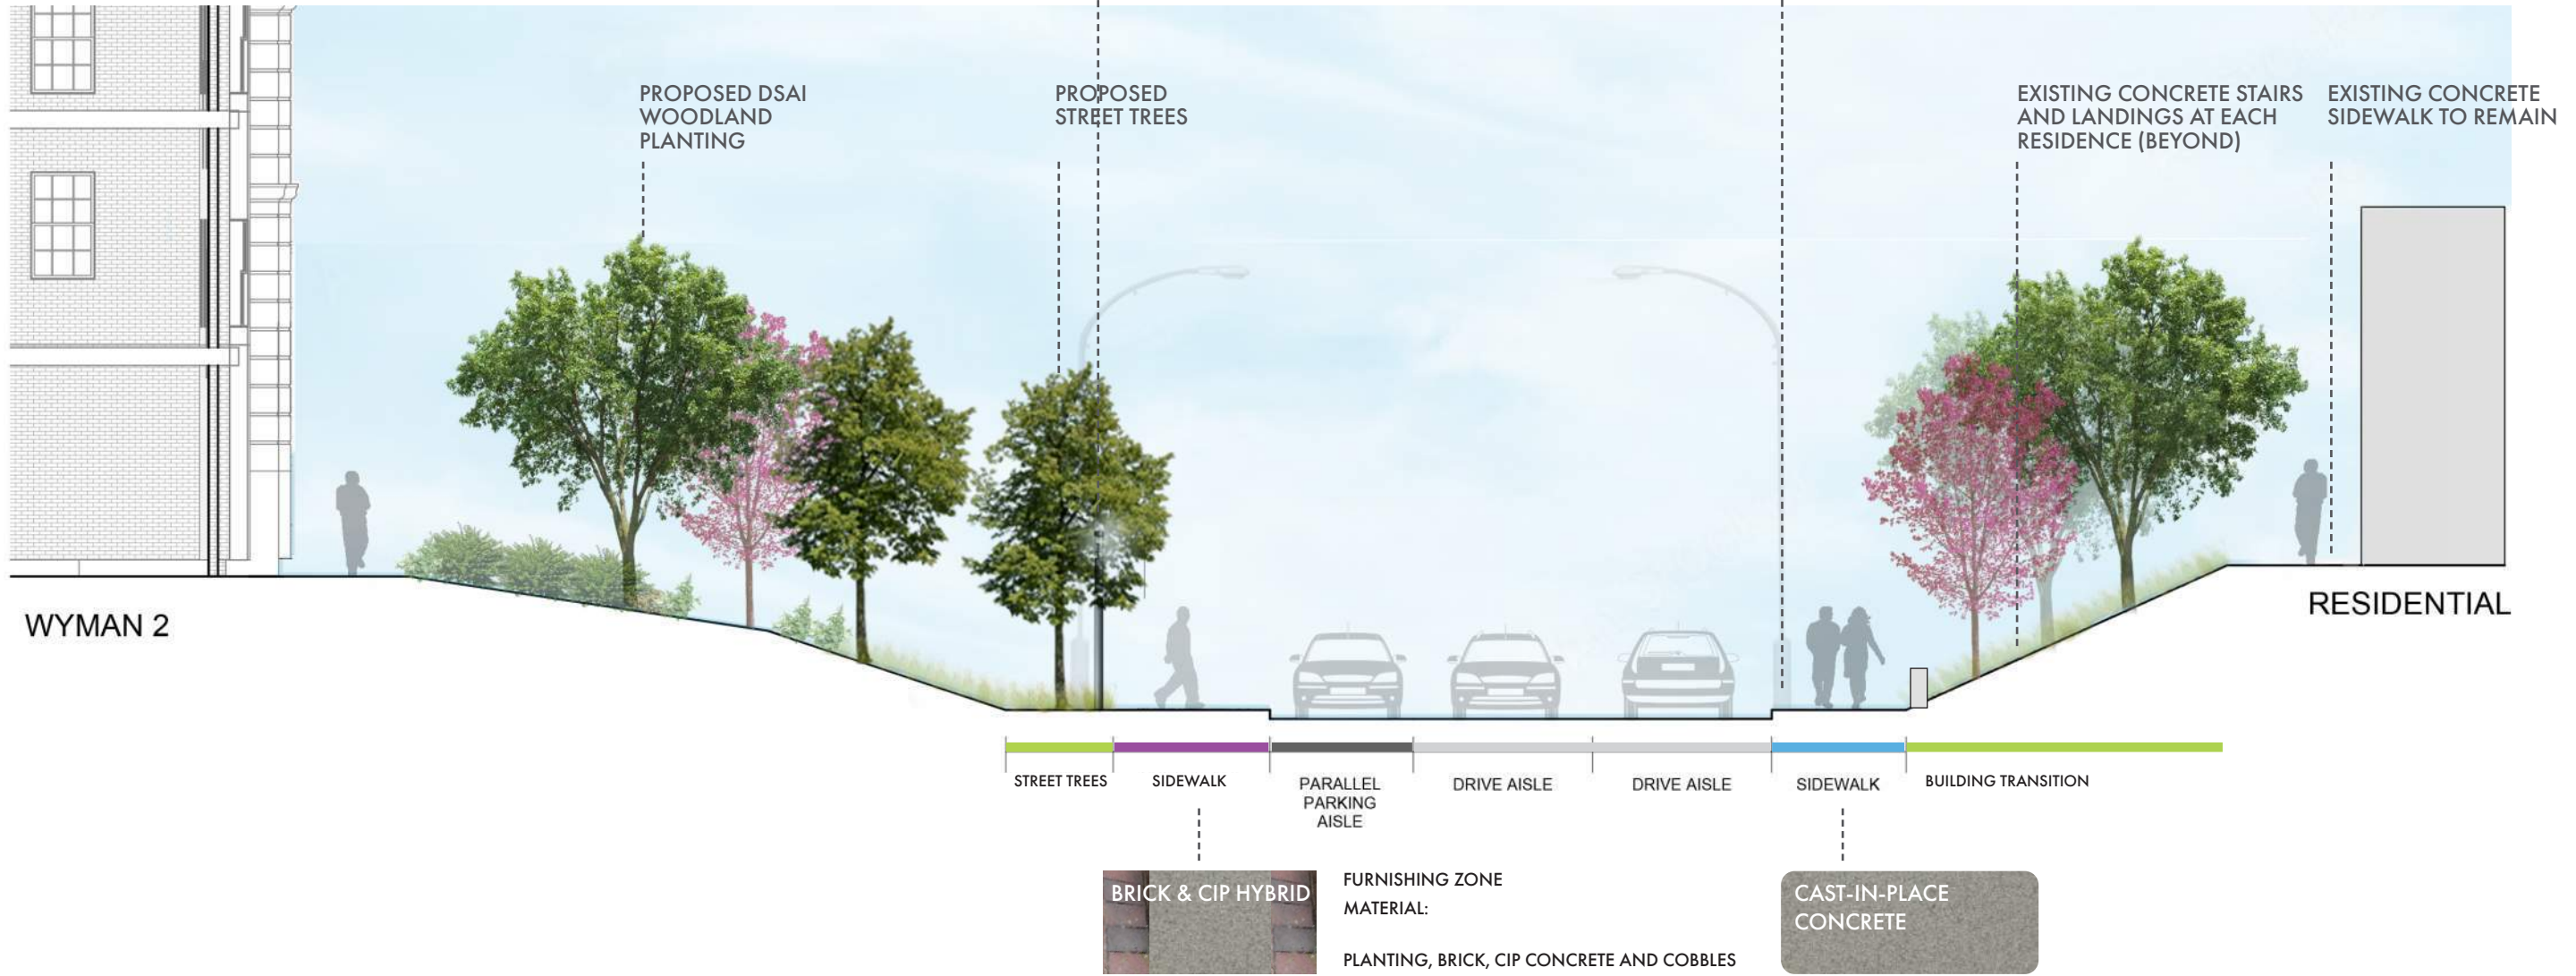 PROPOSED DSAI
WOODLAND
PLANTING
PROPOSED
STREET TREES
EXISTING CONCRETE STAIRS
AND LANDINGS AT EACH
RESIDENCE (BEYOND)
EXISTING CONCRETE
SIDEWALK TO REMAIN
WYMAN 2
RESIDENTIAL
STREET TREES
SIDEWALK
PARALLEL
PARKING
AISLE
DRIVE AISLE
DRIVE AISLE
SIDEWALK
BUILDING TRANSITION
BRICK & CIP HYBRID
FURNISHING ZONE
MATERIAL:
PLANTING, BRICK, CIP CONCRETE AND COBBLES
CAST-IN-PLACE
CONCRETE